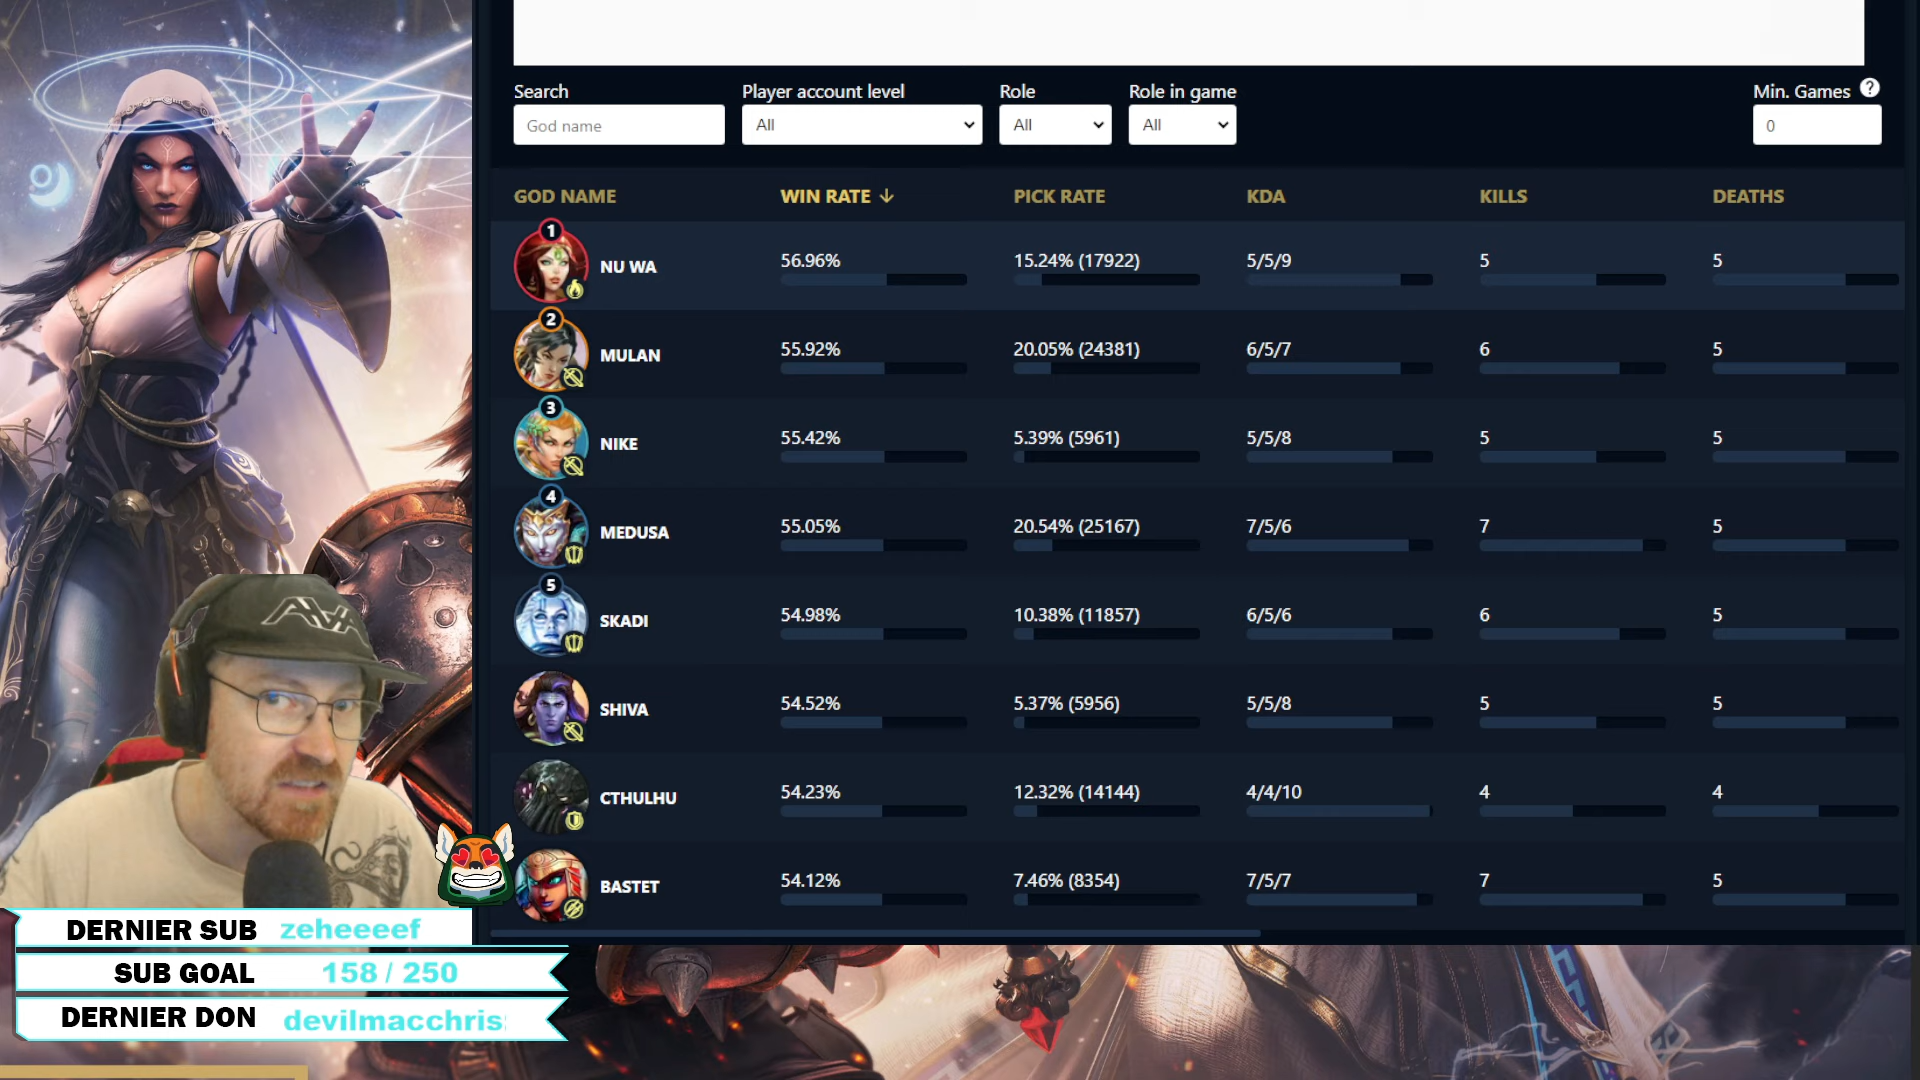 Search
Player account level
Role
Role in game
Min. Games ?
God name
All
All
All
0
GOD NAME WIN RATE ↓ PICK RATE KDA KILLS DEATHS
1 NU WA 56.96% 15.24% (17922) 5/5/9 5 5
2 MULAN 55.92% 20.05% (24381) 6/5/7 6 5
3 NIKE 55.42% 5.39% (5961) 5/5/8 5 5
4 MEDUSA 55.05% 20.54% (25167) 7/5/6 7 5
5 SKADI 54.98% 10.38% (11857) 6/5/6 6 5
SHIVA 54.52% 5.37% (5956) 5/5/8 5 5
CTHULHU 54.23% 12.32% (14144) 4/4/10 4 4
BASTET 54.12% 7.46% (8354) 7/5/7 7 5
DERNIER SUB zeheeeef
SUB GOAL 158 / 250
DERNIER DON devilmacchris